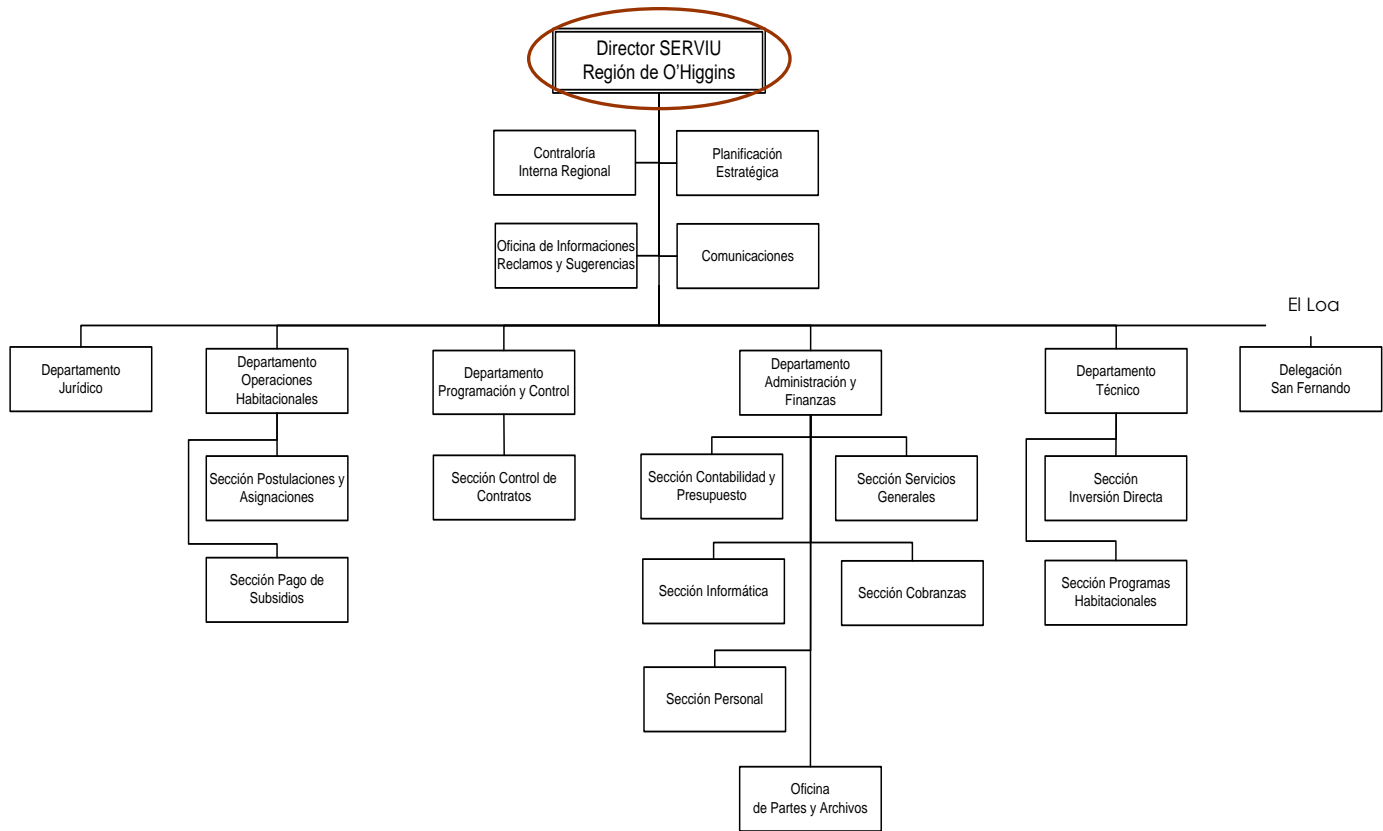 Director SERVIU
Región de O'Higgins
Contraloría
Interna Regional
Planificación
Estratégica
Oficina de Informaciones
Reclamos y Sugerencias
Comunicaciones
El Loa
Departamento
Jurídico
Departamento
Operaciones
Habitacionales
Departamento
Programación y Control
Departamento
Administración y
Finanzas
Departamento
Técnico
Delegación
San Fernando
Sección Postulaciones y
Asignaciones
Sección Control de
Contratos
Sección Contabilidad y
Presupuesto
Sección Servicios
Generales
Sección
Inversión Directa
Sección Pago de
Subsidios
Sección Informática
Sección Cobranzas
Sección Programas
Habitacionales
Sección Personal
Oficina
de Partes y Archivos